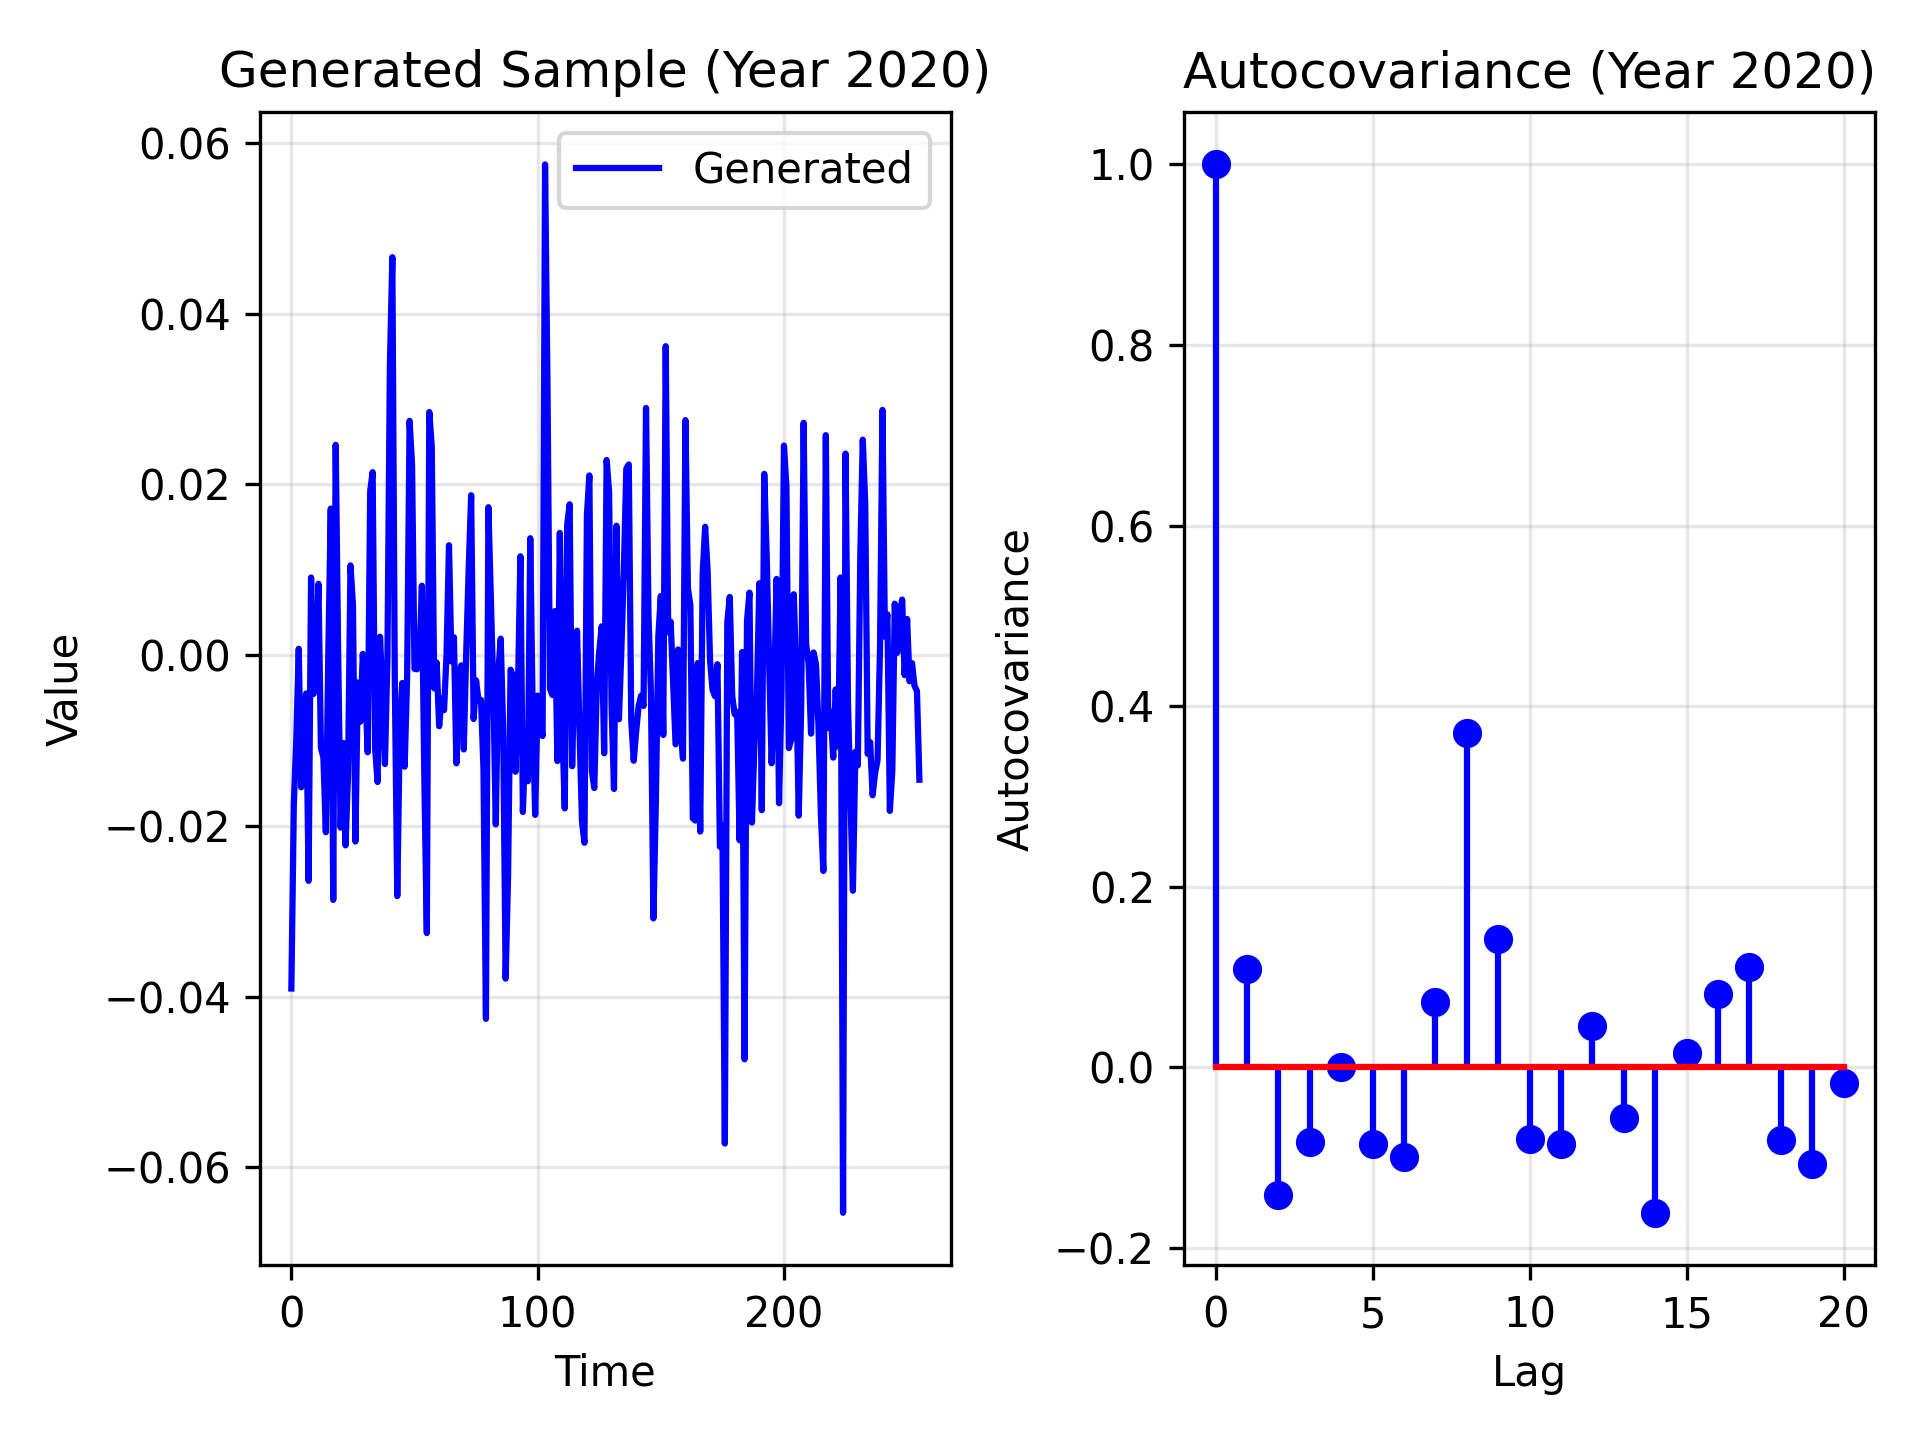 Generated Sample (Year 2020)
Generated
0.06
0.04
0.02
0.00
−0.02
−0.04
−0.06
Value
0 100 200
Time
Autocovariance (Year 2020)
1.0
0.8
0.6
0.4
0.2
0.0
−0.2
Autocovariance
0 5 10 15 20
Lag